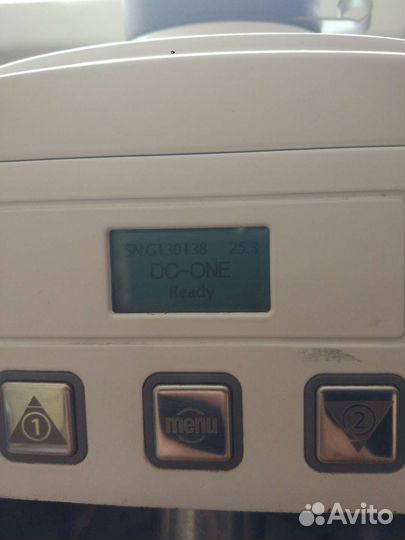 SN:G130138 25.3
DC-ONE
Ready
1 menu 2
Avito